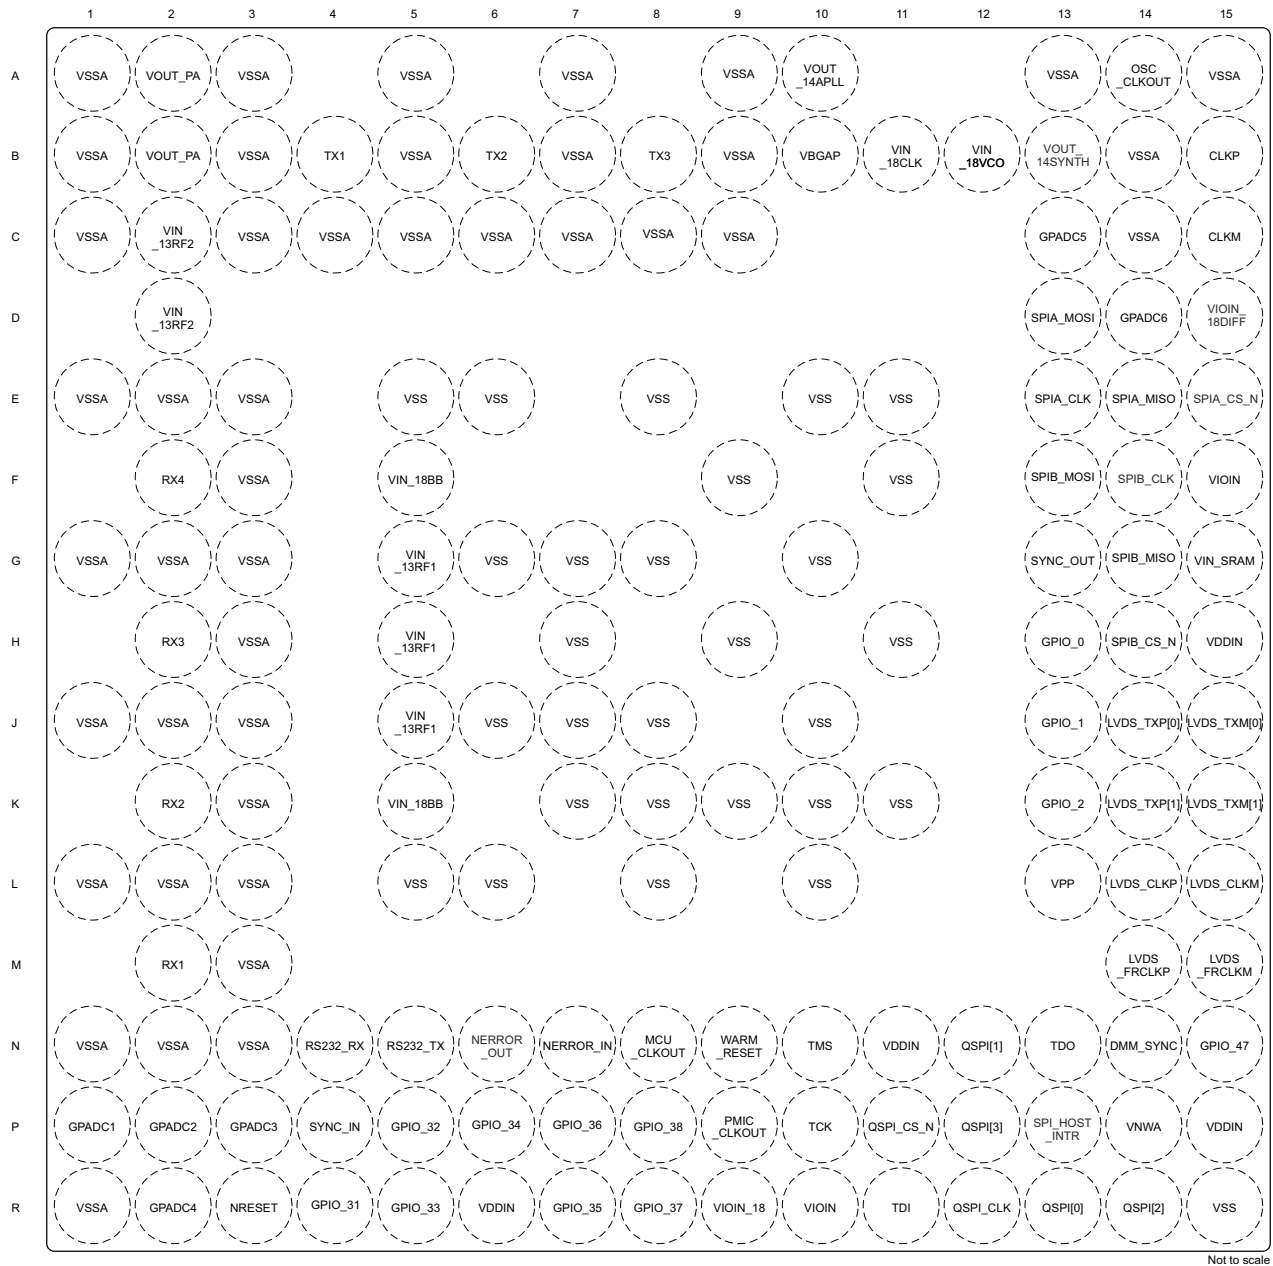 1 2 3 4 5 6 7 8 9 10 11 12 13 14 15
A VSSA VOUT_PA VSSA VSSA VSSA VSSA VOUT
_14APLL VSSA OSC
_CLKOUT VSSA
B VSSA VOUT_PA VSSA TX1 VSSA TX2 VSSA TX3 VSSA VBGAP VIN
_18CLK VIN
_18VCO VOUT_
14SYNTH VSSA CLKP
C VSSA VIN
_13RF2 VSSA VSSA VSSA VSSA VSSA VSSA VSSA GPADC5 VSSA CLKM
D VIN
_13RF2 SPIA_MOSI GPADC6 VIOIN_
18DIFF
E VSSA VSSA VSSA VSS VSS VSS VSS VSS SPIA_CLK SPIA_MISO SPIA_CS_N
F RX4 VSSA VIN_18BB VSS VSS SPIB_MOSI SPIB_CLK VIOIN
G VSSA VSSA VSSA VIN
_13RF1 VSS VSS VSS VSS SYNC_OUT SPIB_MISO VIN_SRAM
H RX3 VSSA VIN
_13RF1 VSS VSS VSS GPIO_0 SPIB_CS_N VDDIN
J VSSA VSSA VSSA VIN
_13RF1 VSS VSS VSS VSS GPIO_1 LVDS_TXP[0] LVDS_TXM[0]
K RX2 VSSA VIN_18BB VSS VSS VSS VSS VSS GPIO_2 LVDS_TXP[1] LVDS_TXM[1]
L VSSA VSSA VSSA VSS VSS VSS VSS VPP LVDS_CLKP LVDS_CLKM
M RX1 VSSA LVDS
_FRCLKP LVDS
_FRCLKM
N VSSA VSSA VSSA RS232_RX RS232_TX NERROR
_OUT NERROR_IN MCU
_CLKOUT WARM
_RESET TMS VDDIN QSPI[1] TDO DMM_SYNC GPIO_47
P GPADC1 GPADC2 GPADC3 SYNC_IN GPIO_32 GPIO_34 GPIO_36 GPIO_38 PMIC
_CLKOUT TCK QSPI_CS_N QSPI[3] SPI_HOST
_INTR VNWA VDDIN
R VSSA GPADC4 NRESET GPIO_31 GPIO_33 VDDIN GPIO_35 GPIO_37 VIOIN_18 VIOIN TDI QSPI_CLK QSPI[0] QSPI[2] VSS
Not to scale